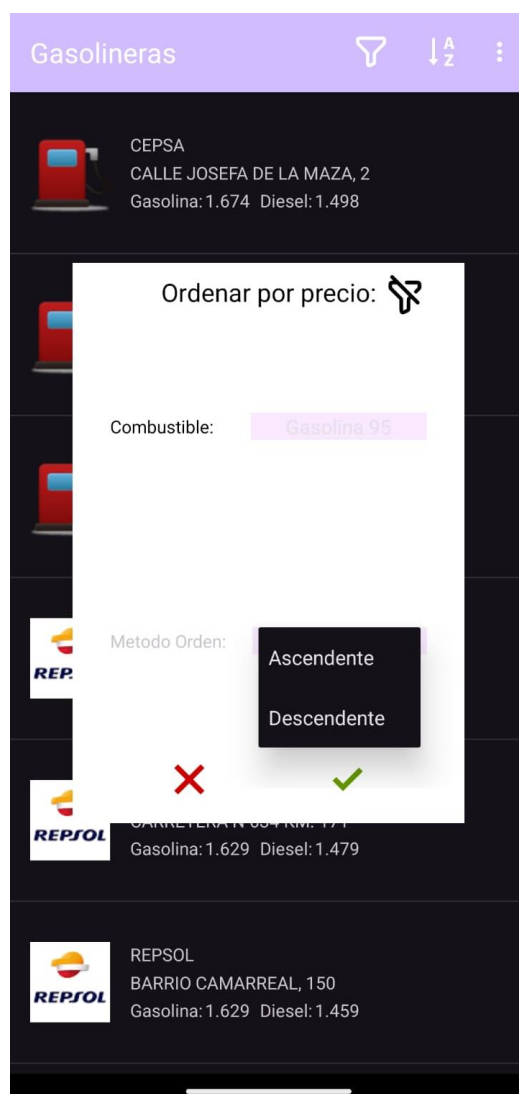 Gasolineras
A
Z
CEPSA
CALLE JOSEFA DE LA MAZA, 2
Gasolina: 1.674 Diesel: 1.498
Ordenar por precio:
Combustible: Gasolina 95
REP
Metodo Orden:
Ascendente
Descendente
REPSOL
CARRETERA N 634 KM. 171
Gasolina: 1.629 Diesel: 1.479
REPSOL
REPSOL
BARRIO CAMARREAL, 150
Gasolina: 1.629 Diesel: 1.459